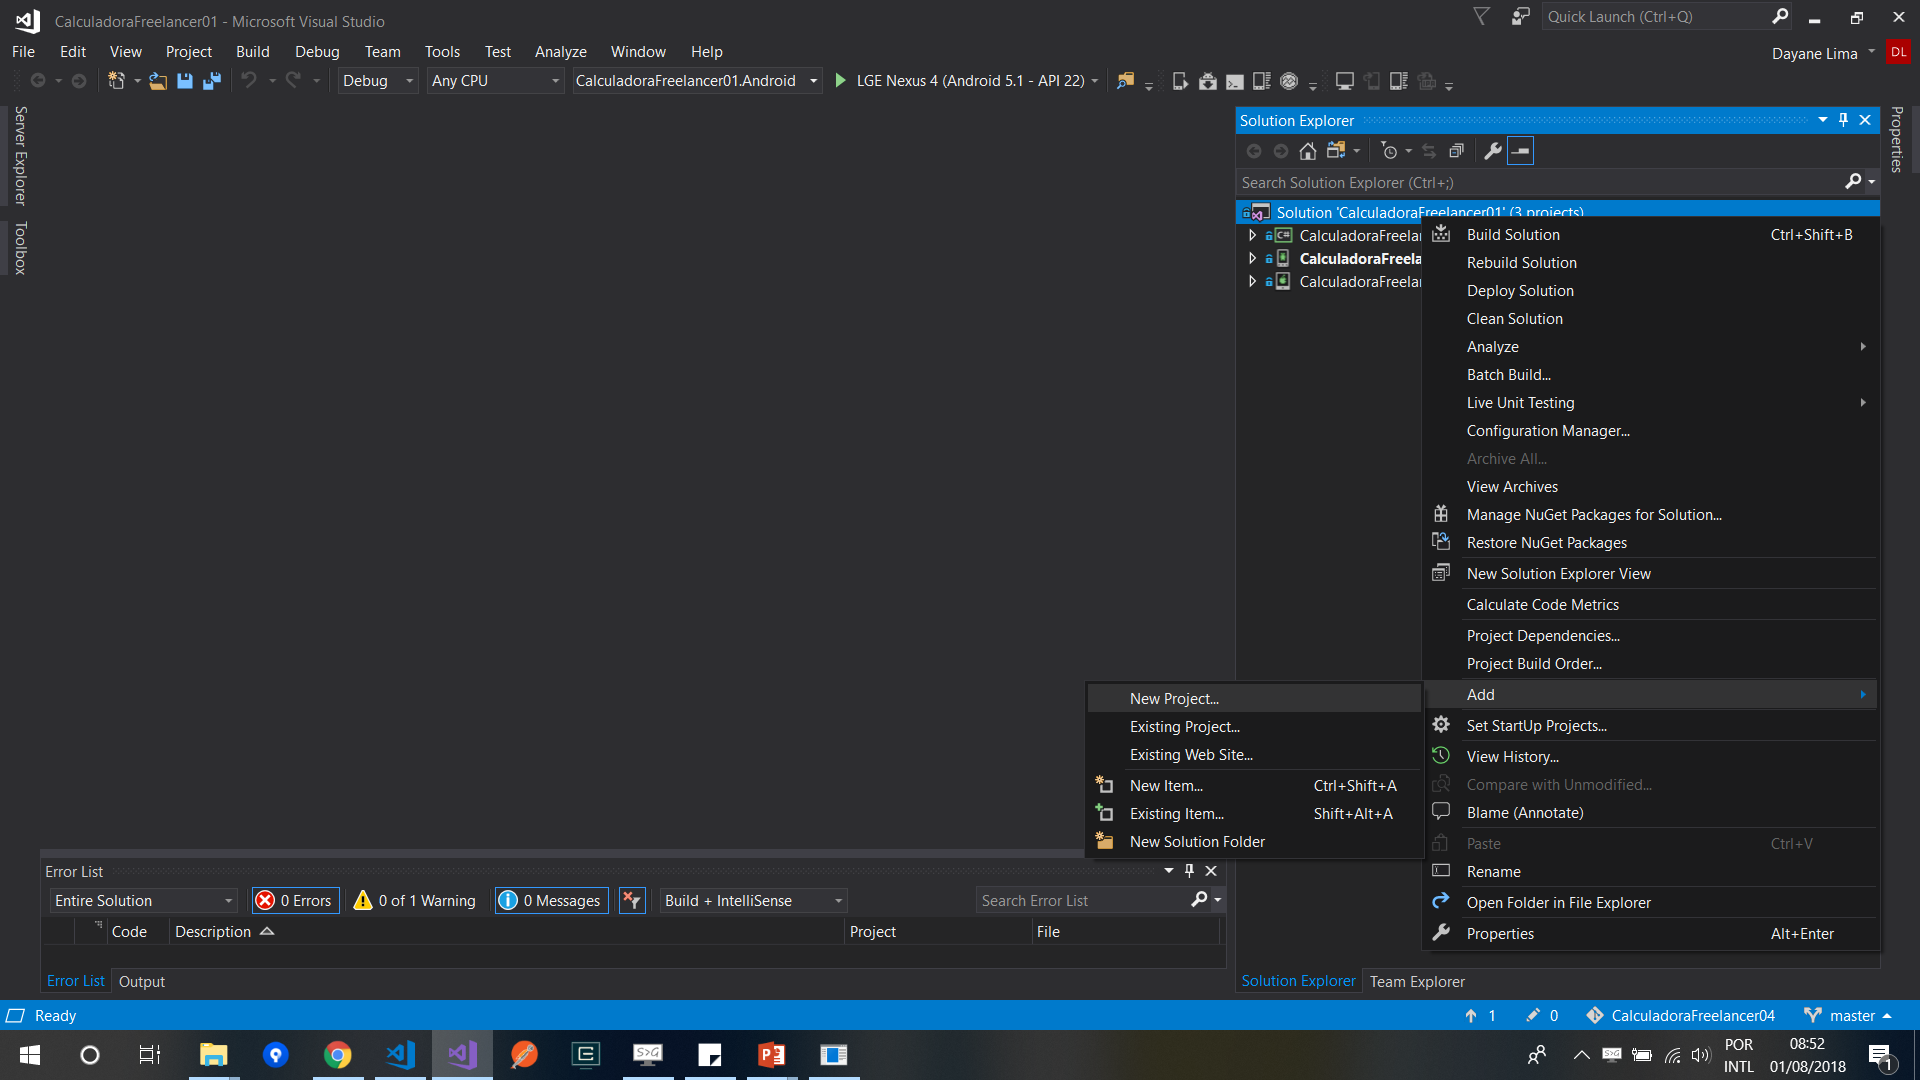 CalculadoraFreelancer01 - Microsoft Visual Studio
Quick Launch (Ctrl+Q)
File Edit View Project Build Debug Team Tools Test Analyze Window Help
Dayane Lima DL
Debug Any CPU CalculadoraFreelancer01.Android LGE Nexus 4 (Android 5.1 - API 22)
Server Explorer
Toolbox
Properties
Solution Explorer
Search Solution Explorer (Ctrl+;)
Solution 'CalculadoraFreelancer01' (3 projects)
C# CalculadoraFreelan
CalculadoraFreela
CalculadoraFreelan
Build Solution Ctrl+Shift+B
Rebuild Solution
Deploy Solution
Clean Solution
Analyze
Batch Build...
Live Unit Testing
Configuration Manager...
Archive All...
View Archives
Manage NuGet Packages for Solution...
Restore NuGet Packages
New Solution Explorer View
Calculate Code Metrics
Project Dependencies...
Project Build Order...
Add
Set StartUp Projects...
View History...
Compare with Unmodified...
Blame (Annotate)
Paste Ctrl+V
Rename
Open Folder in File Explorer
Properties Alt+Enter
New Project...
Existing Project...
Existing Web Site...
New Item... Ctrl+Shift+A
Existing Item... Shift+Alt+A
New Solution Folder
Error List
Entire Solution 0 Errors 0 of 1 Warning 0 Messages Build + IntelliSense Search Error List
Code Description Project File
Error List Output
Solution Explorer Team Explorer
Ready 1 0 CalculadoraFreelancer04 master
S>G
S>G
POR
INTL
08:52
01/08/2018
1